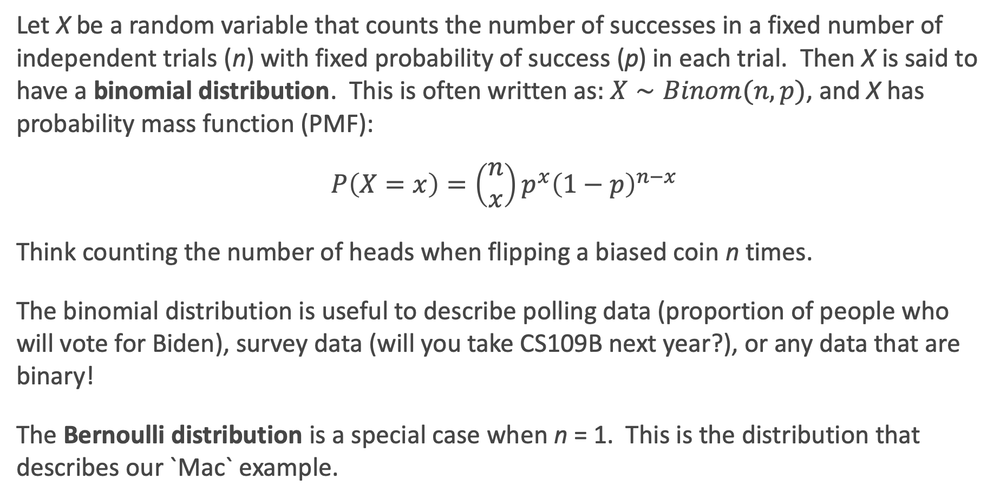 Let X be a random variable that counts the number of successes in a fixed number of
independent trials (n) with fixed probability of success (p) in each trial.  Then X is said to
have a binomial distribution.  This is often written as: X ~ Binom(n, p), and X has
probability mass function (PMF):
P(X = x) = \binom{n}{x} p^x (1 − p)^{n−x}
Think counting the number of heads when flipping a biased coin n times.
The binomial distribution is useful to describe polling data (proportion of people who
will vote for Biden), survey data (will you take CS109B next year?), or any data that are
binary!
The Bernoulli distribution is a special case when n = 1.  This is the distribution that
describes our `Mac` example.